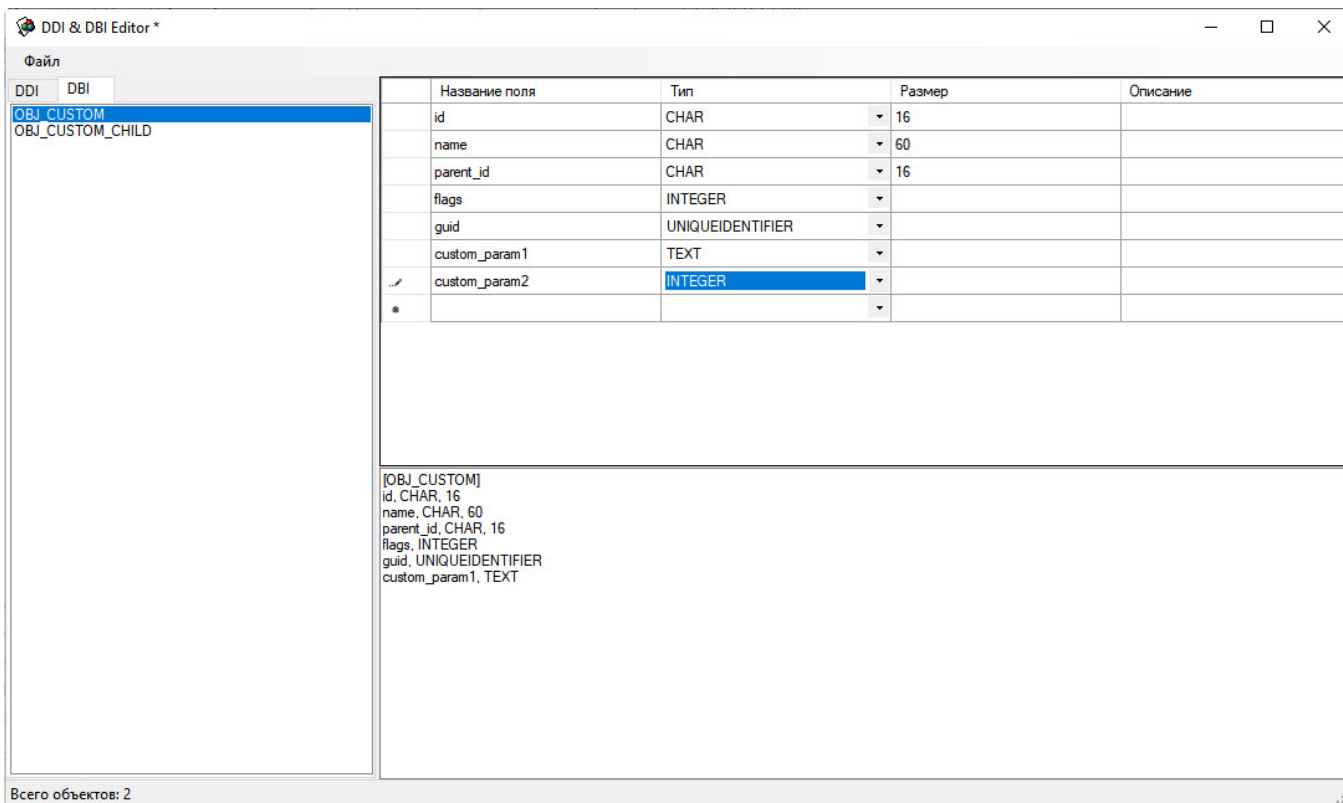 DDI & DBI Editor *
Файл
DDI DBI
OBJ_CUSTOM
OBJ_CUSTOM_CHILD
Название поля Тип Размер Описание
id CHAR 16
name CHAR 60
parent_id CHAR 16
flags INTEGER
guid UNIQUEIDENTIFIER
custom_param1 TEXT
custom_param2 INTEGER
[OBJ_CUSTOM]
id, CHAR, 16
name, CHAR, 60
parent_id, CHAR, 16
flags, INTEGER
guid, UNIQUEIDENTIFIER
custom_param1, TEXT
Всего объектов: 2